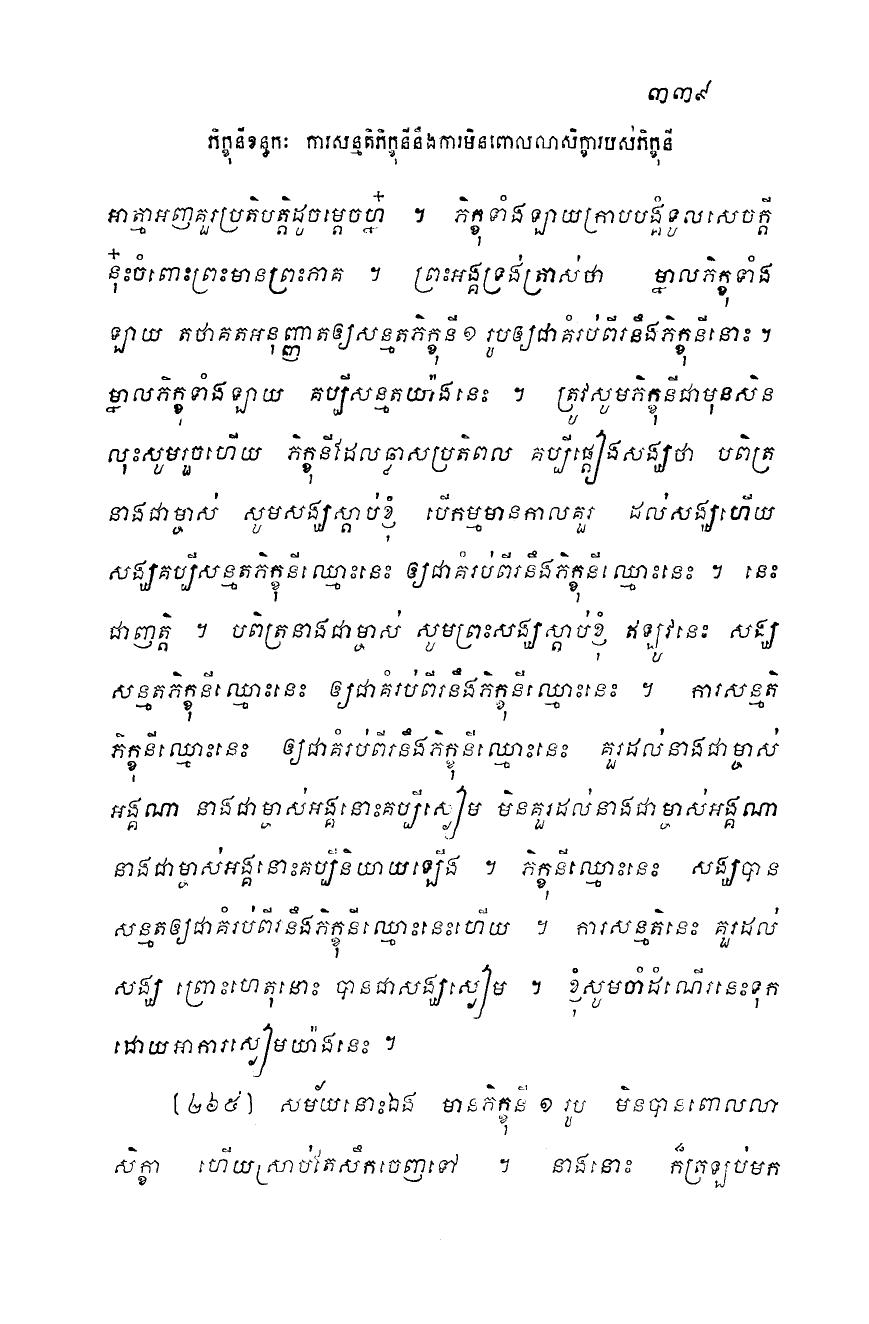 ៣៣៩
ភិក្ខុនីខន្ធកៈ ការសន្មតិភិក្ខុនីនឹងការមិនពោលលាសិក្ខារបស់ភិក្ខុនី
អាត្មាអញគួរប្រតិបត្តិដូចម្តេចហ្ន៎ ។ ភិក្ខុទាំងឡាយក្រាបបង្គំទូលសេចក្តី
នុ៎ះចំពោះព្រះមានព្រះភាគ ។ ព្រះអង្គទ្រង់ត្រាស់ថា ម្នាលភិក្ខុទាំង
ឡាយ តថាគតអនុញ្ញាតឲ្យសន្មតភិក្ខុនី ១ រូបឲ្យជាគំរប់ពីរនឹងភិក្ខុនីនោះ ។
ម្នាលភិក្ខុទាំងឡាយ គប្បីសន្មតយ៉ាងនេះ ។ ត្រូវសូមភិក្ខុនីជាមុនសិន
លុះសូមរួចហើយ ភិក្ខុនីដែលឆ្លាសប្រតិពល គប្បីផ្តៀងសង្ឃថា បពិត្រ
នាងជាម្ចាស់ សូមសង្ឃស្តាប់ខ្ញុំ បើកម្មមានកាលគួរ ដល់សង្ឃហើយ
សង្ឃគប្បីសន្មតភិក្ខុនីឈ្មោះនេះ ឲ្យជាគំរប់ពីរនឹងភិក្ខុនីឈ្មោះនេះ ។ នេះ
ជាញត្តិ ។ បពិត្រនាងជាម្ចាស់ សូមព្រះសង្ឃស្តាប់ខ្ញុំ ឥឡូវនេះ សង្ឃ
សន្មតភិក្ខុនីឈ្មោះនេះ ឲ្យជាគំរប់ពីរនឹងភិក្ខុនីឈ្មោះនេះ ។ ការសន្មតិ
ភិក្ខុនីឈ្មោះនេះ ឲ្យជាគំរប់ពីរនឹងភិក្ខុនីឈ្មោះនេះ គួរដល់នាងជាម្ចាស់
អង្គណា នាងជាម្ចាស់អង្គនោះគប្បីស្ងៀម មិនគួរដល់នាងជាម្ចាស់អង្គណា
នាងជាម្ចាស់អង្គនោះគប្បីនិយាយឡើង ។ ភិក្ខុនីឈ្មោះនេះ សង្ឃបាន
សន្មតឲ្យជាគំរប់ពីរនឹងភិក្ខុនីឈ្មោះនេះហើយ ។ ការសន្មតិនេះ គួរដល់
សង្ឃ ព្រោះហេតុនោះ បានជាសង្ឃស្ងៀម ។ ខ្ញុំសូមចាំដំណើរនេះទុក
ដោយអាការស្ងៀមយ៉ាងនេះ ។
(២៦៥) សម័យនោះឯង មានភិក្ខុនី ១ រូប មិនបានពោលលា
សិក្ខា ហើយស្រាប់តែសឹកចេញទៅ ។ នាងនោះ ក៏ត្រឡប់មក